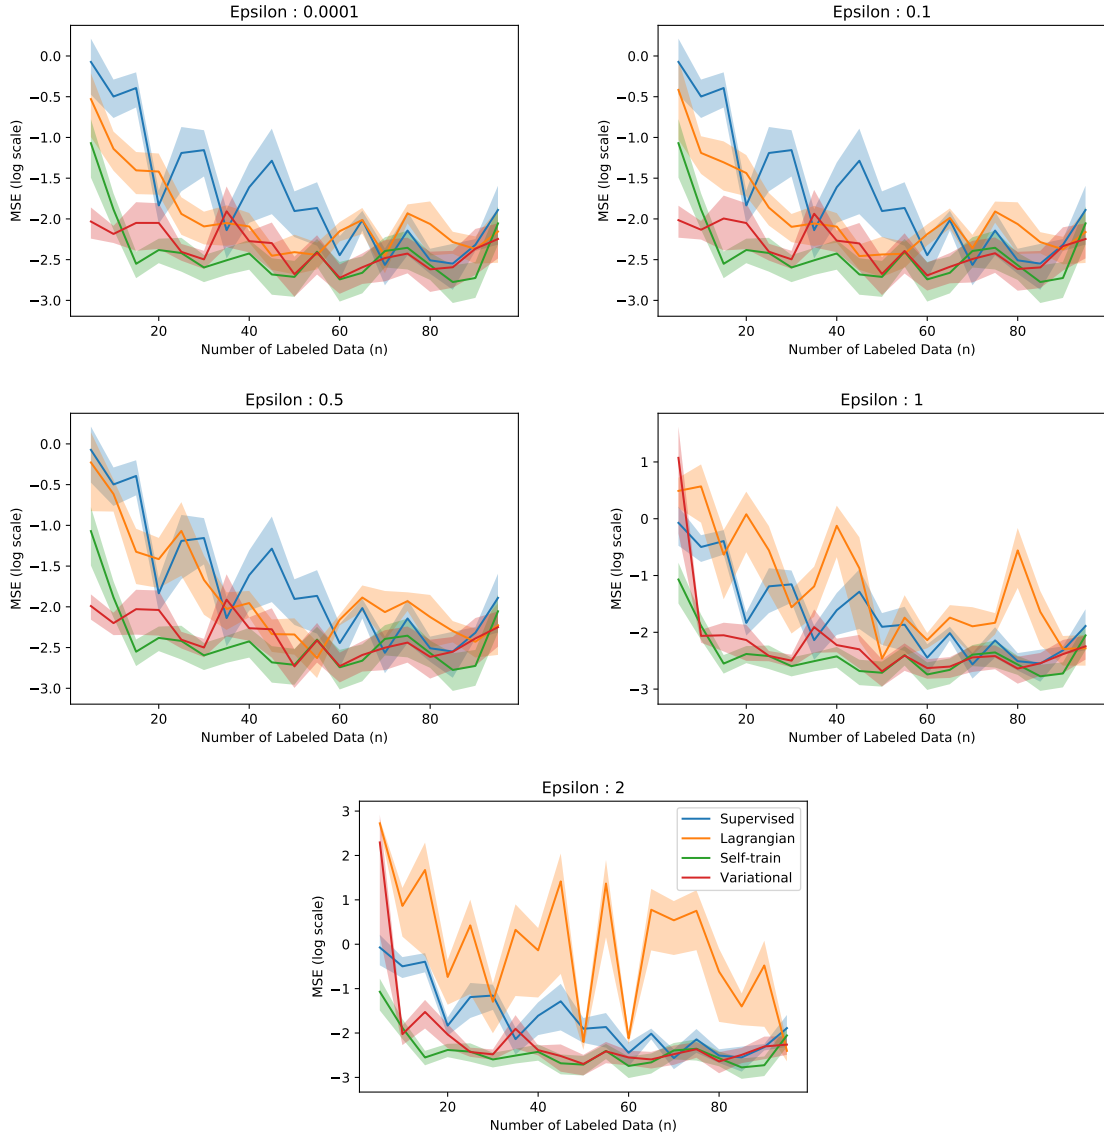 Epsilon : 0.0001
0.0
−0.5
−1.0
−1.5
−2.0
−2.5
−3.0
MSE (log scale)
20 40 60 80
Number of Labeled Data (n)
Epsilon : 0.1
0.0
−0.5
−1.0
−1.5
−2.0
−2.5
−3.0
MSE (log scale)
20 40 60 80
Number of Labeled Data (n)
Epsilon : 0.5
0.0
−0.5
−1.0
−1.5
−2.0
−2.5
−3.0
MSE (log scale)
20 40 60 80
Number of Labeled Data (n)
Epsilon : 1
1
0
−1
−2
−3
MSE (log scale)
20 40 60 80
Number of Labeled Data (n)
Epsilon : 2
3
2
1
0
−1
−2
−3
MSE (log scale)
Supervised
Lagrangian
Self-train
Variational
20 40 60 80
Number of Labeled Data (n)